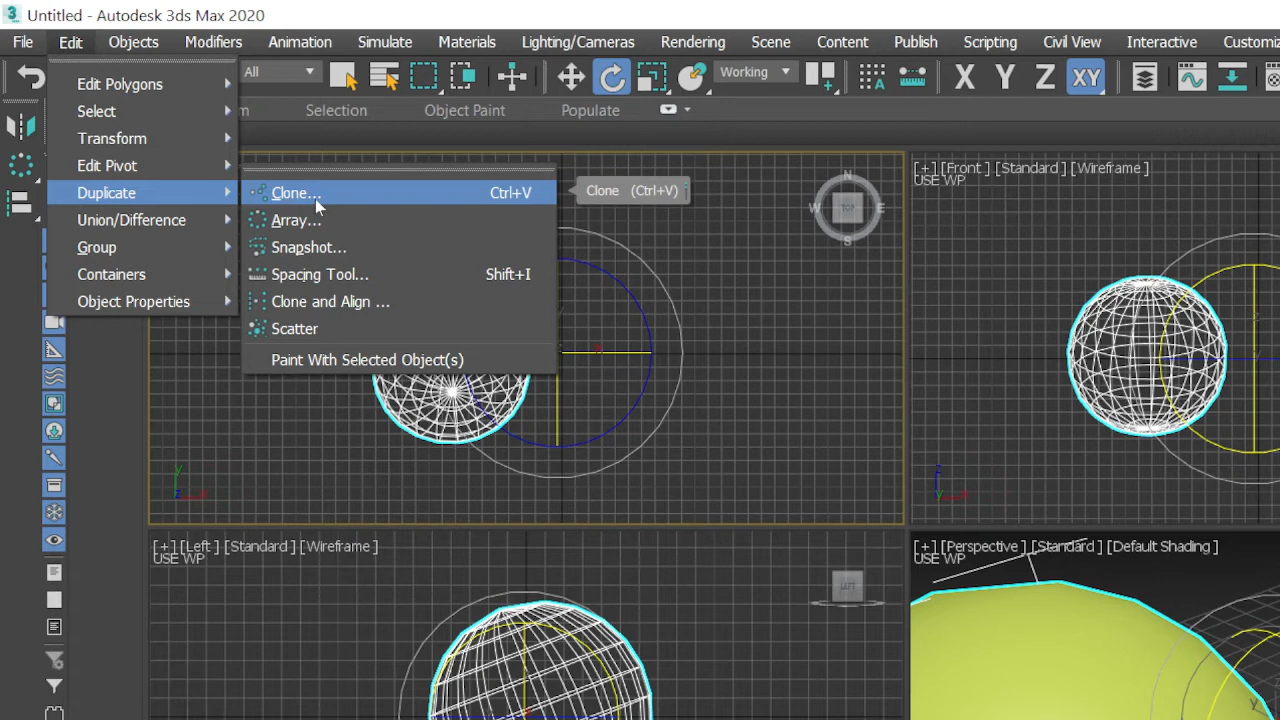 Untitled - Autodesk 3ds Max 2020
File Edit Objects Modifiers Animation Simulate Materials Lighting/Cameras Rendering Scene Content Publish Scripting Civil View Interactive Customiz
All Working X Y Z XY
Selection Object Paint Populate
Edit Polygons
Select
Transform
Edit Pivot
Duplicate
Union/Difference
Group
Containers
Object Properties
Clone... Ctrl+V
Array...
Snapshot...
Spacing Tool... Shift+I
Clone and Align ...
Scatter
Paint With Selected Object(s)
Clone (Ctrl+V)
N
W TOP E
S
y
z x
x
[+] [Front ] [Standard ] [Wireframe ]
USE WP
z
y x
[+] [Left ] [Standard ] [Wireframe ]
USE WP
LEFT
[+] [Perspective ] [Standard ] [Default Shading ]
USE WP
y